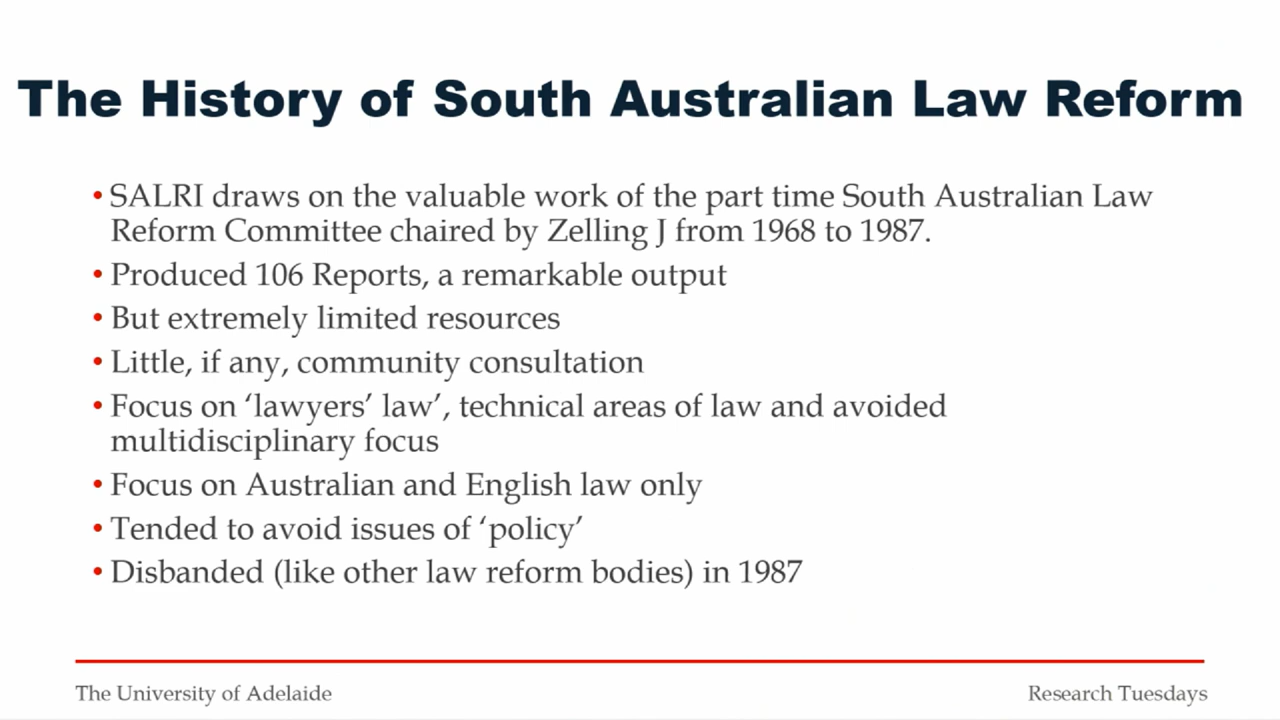 The History of South Australian Law Reform
• SALRI draws on the valuable work of the part time South Australian Law
Reform Committee chaired by Zelling J from 1968 to 1987.
• Produced 106 Reports, a remarkable output
• But extremely limited resources
• Little, if any, community consultation
• Focus on ‘lawyers’ law’, technical areas of law and avoided
multidisciplinary focus
• Focus on Australian and English law only
• Tended to avoid issues of ‘policy’
• Disbanded (like other law reform bodies) in 1987
The University of Adelaide
Research Tuesdays